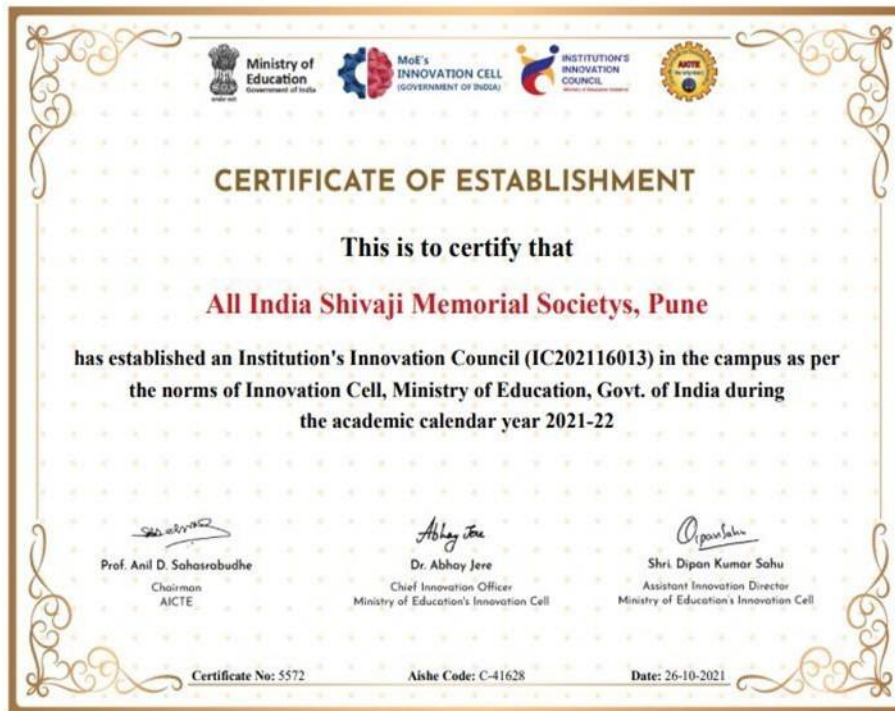 Ministry of
Education
Government of India
MoE's
INNOVATION CELL
(GOVERNMENT OF INDIA)
INSTITUTION'S
INNOVATION
COUNCIL
AICTE
CERTIFICATE OF ESTABLISHMENT
This is to certify that
All India Shivaji Memorial Societys, Pune
has established an Institution's Innovation Council (IC202116013) in the campus as per
the norms of Innovation Cell, Ministry of Education, Govt. of India during
the academic calendar year 2021-22
Abhay Jere
Dipan Sahu
Prof. Anil D. Sahasrabudhe
Dr. Abhay Jere
Shri. Dipan Kumar Sahu
Chairman
AICTE
Chief Innovation Officer
Ministry of Education's Innovation Cell
Assistant Innovation Director
Ministry of Education's Innovation Cell
Certificate No: 5572
Aishe Code: C-41628
Date: 26-10-2021